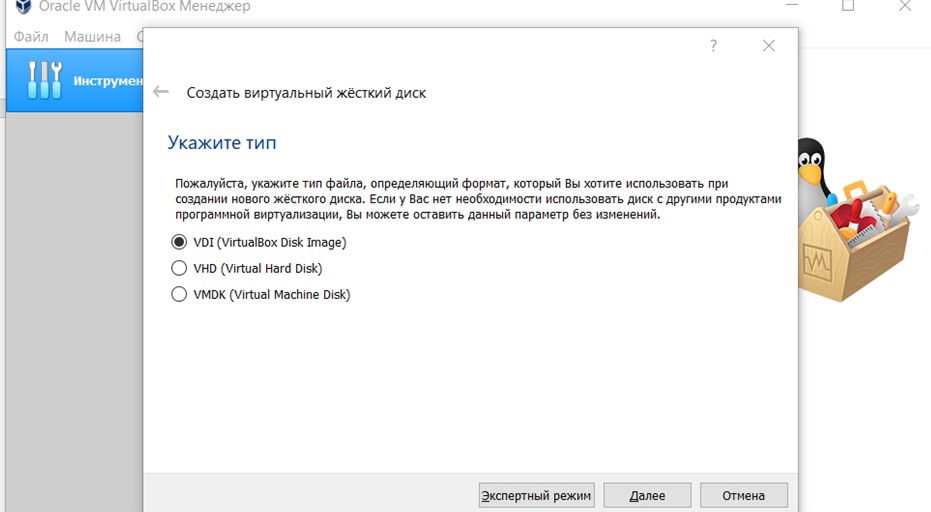 Oracle VM VirtualBox Менеджер
Файл Машина С
Инструмен
?
Создать виртуальный жёсткий диск
Укажите тип
Пожалуйста, укажите тип файла, определяющий формат, который Вы хотите использовать при
создании нового жёсткого диска. Если у Вас нет необходимости использовать диск с другими продуктами
программной виртуализации, Вы можете оставить данный параметр без изменений.
VDI (VirtualBox Disk Image)
VHD (Virtual Hard Disk)
VMDK (Virtual Machine Disk)
Экспертный режим Далее Отмена